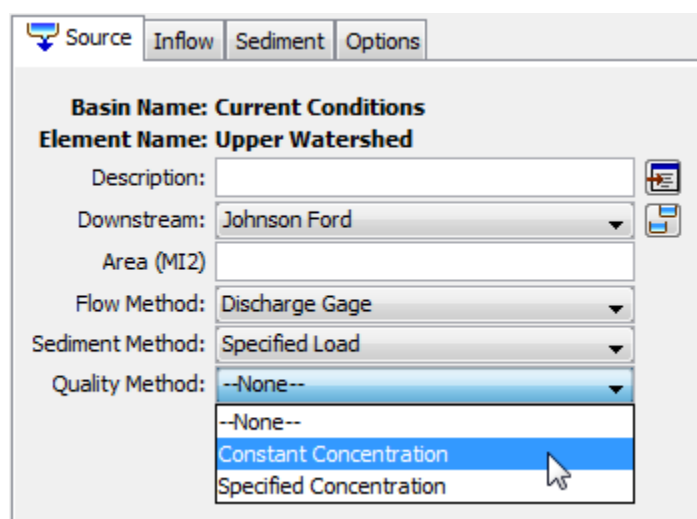 Source Inflow Sediment Options
Basin Name: Current Conditions
Element Name: Upper Watershed
Description:
Downstream: Johnson Ford
Area (MI2)
Flow Method: Discharge Gage
Sediment Method: Specified Load
Quality Method: --None--
--None--
Constant Concentration
Specified Concentration